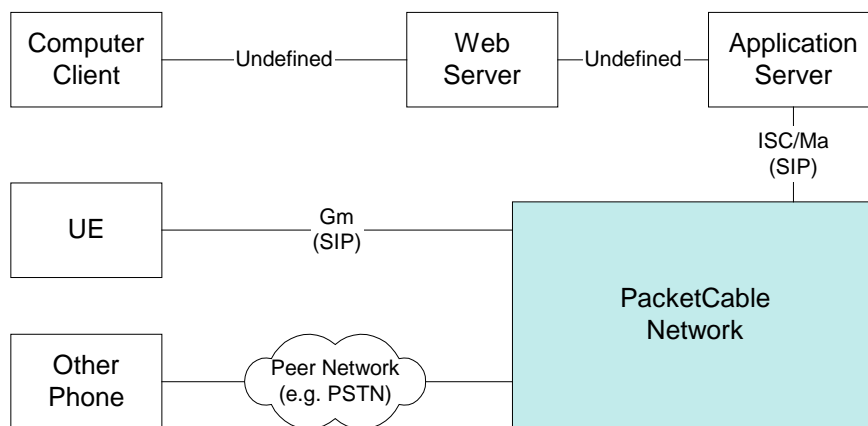 Computer
Client
Undefined
Web
Server
Undefined
Application
Server
ISC/Ma
(SIP)
UE
Gm
(SIP)
PacketCable
Network
Other
Phone
Peer Network
(e.g. PSTN)